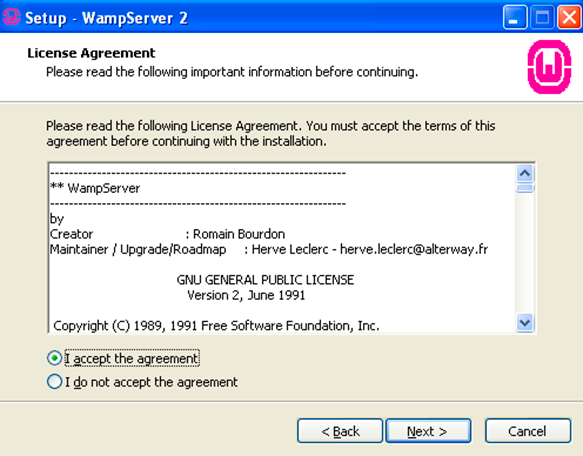 Setup - WampServer 2
License Agreement
Please read the following important information before continuing.
Please read the following License Agreement. You must accept the terms of this
agreement before continuing with the installation.
----------------------------------------------------------------
** WampServer
----------------------------------------------------------------
by
Creator : Romain Bourdon
Maintainer / Upgrade/Roadmap : Herve Leclerc - herve.leclerc@alterway.fr
GNU GENERAL PUBLIC LICENSE
Version 2, June 1991
Copyright (C) 1989, 1991 Free Software Foundation, Inc.
I accept the agreement
I do not accept the agreement
< Back Next > Cancel